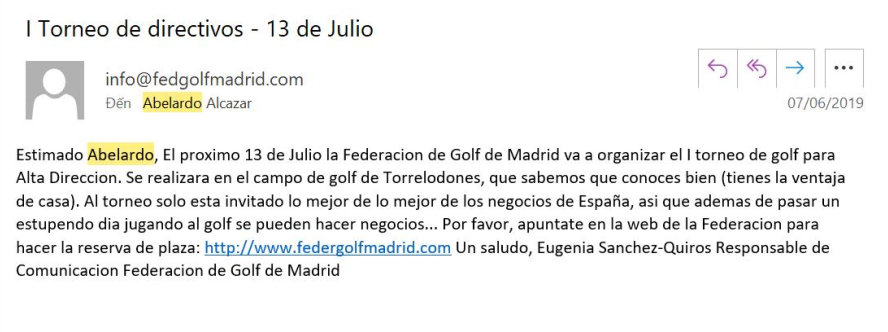 I Torneo de directivos - 13 de Julio
info@fedgolfmadrid.com
Đến Abelardo Alcazar
07/06/2019
Estimado Abelardo, El proximo 13 de Julio la Federacion de Golf de Madrid va a organizar el I torneo de golf para
Alta Direccion. Se realizara en el campo de golf de Torrelodones, que sabemos que conoces bien (tienes la ventaja
de casa). Al torneo solo esta invitado lo mejor de lo mejor de los negocios de España, asi que ademas de pasar un
estupendo dia jugando al golf se pueden hacer negocios... Por favor, apuntate en la web de la Federacion para
hacer la reserva de plaza: http://www.federgolfmadrid.com Un saludo, Eugenia Sanchez-Quiros Responsable de
Comunicacion Federacion de Golf de Madrid